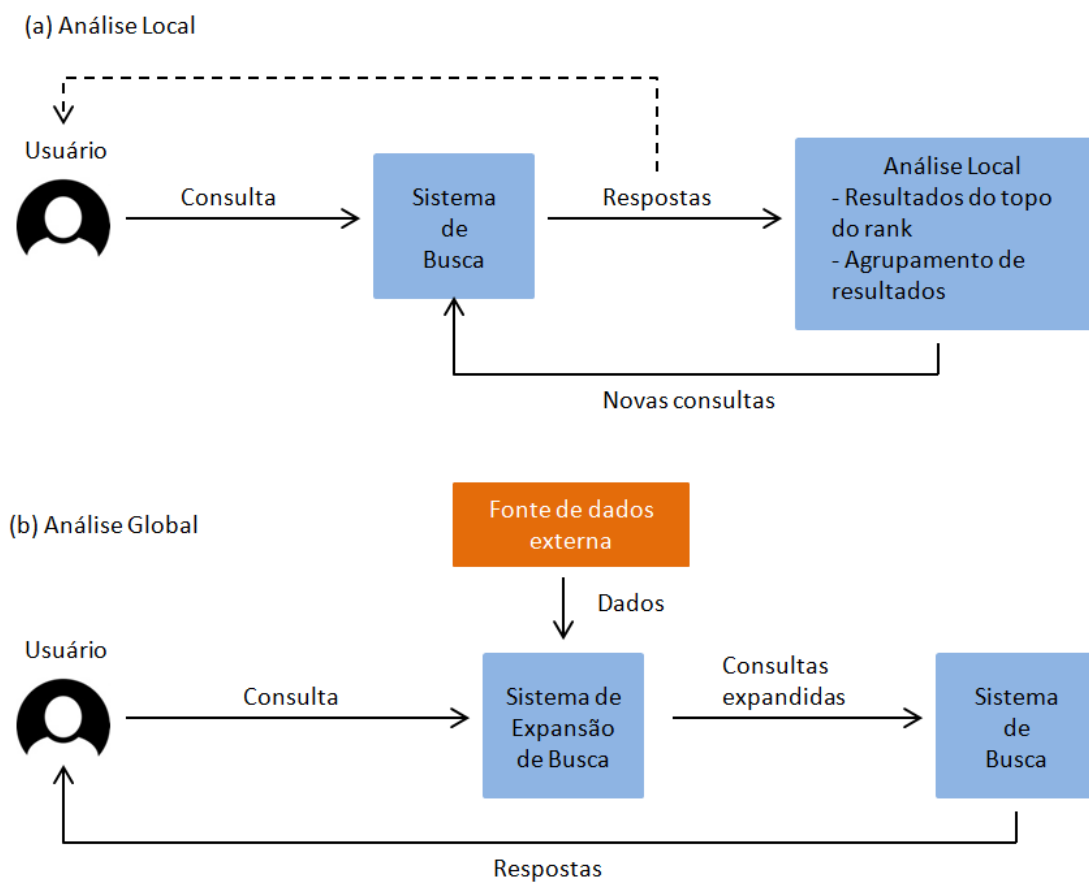 (a) Análise Local
Usuário
Consulta
Sistema
de
Busca
Respostas
Análise Local
- Resultados do topo
do rank
- Agrupamento de
resultados
Novas consultas
(b) Análise Global
Fonte de dados
externa
Dados
Usuário
Consulta
Sistema de
Expansão
de Busca
Consultas
expandidas
Sistema
de
Busca
Respostas